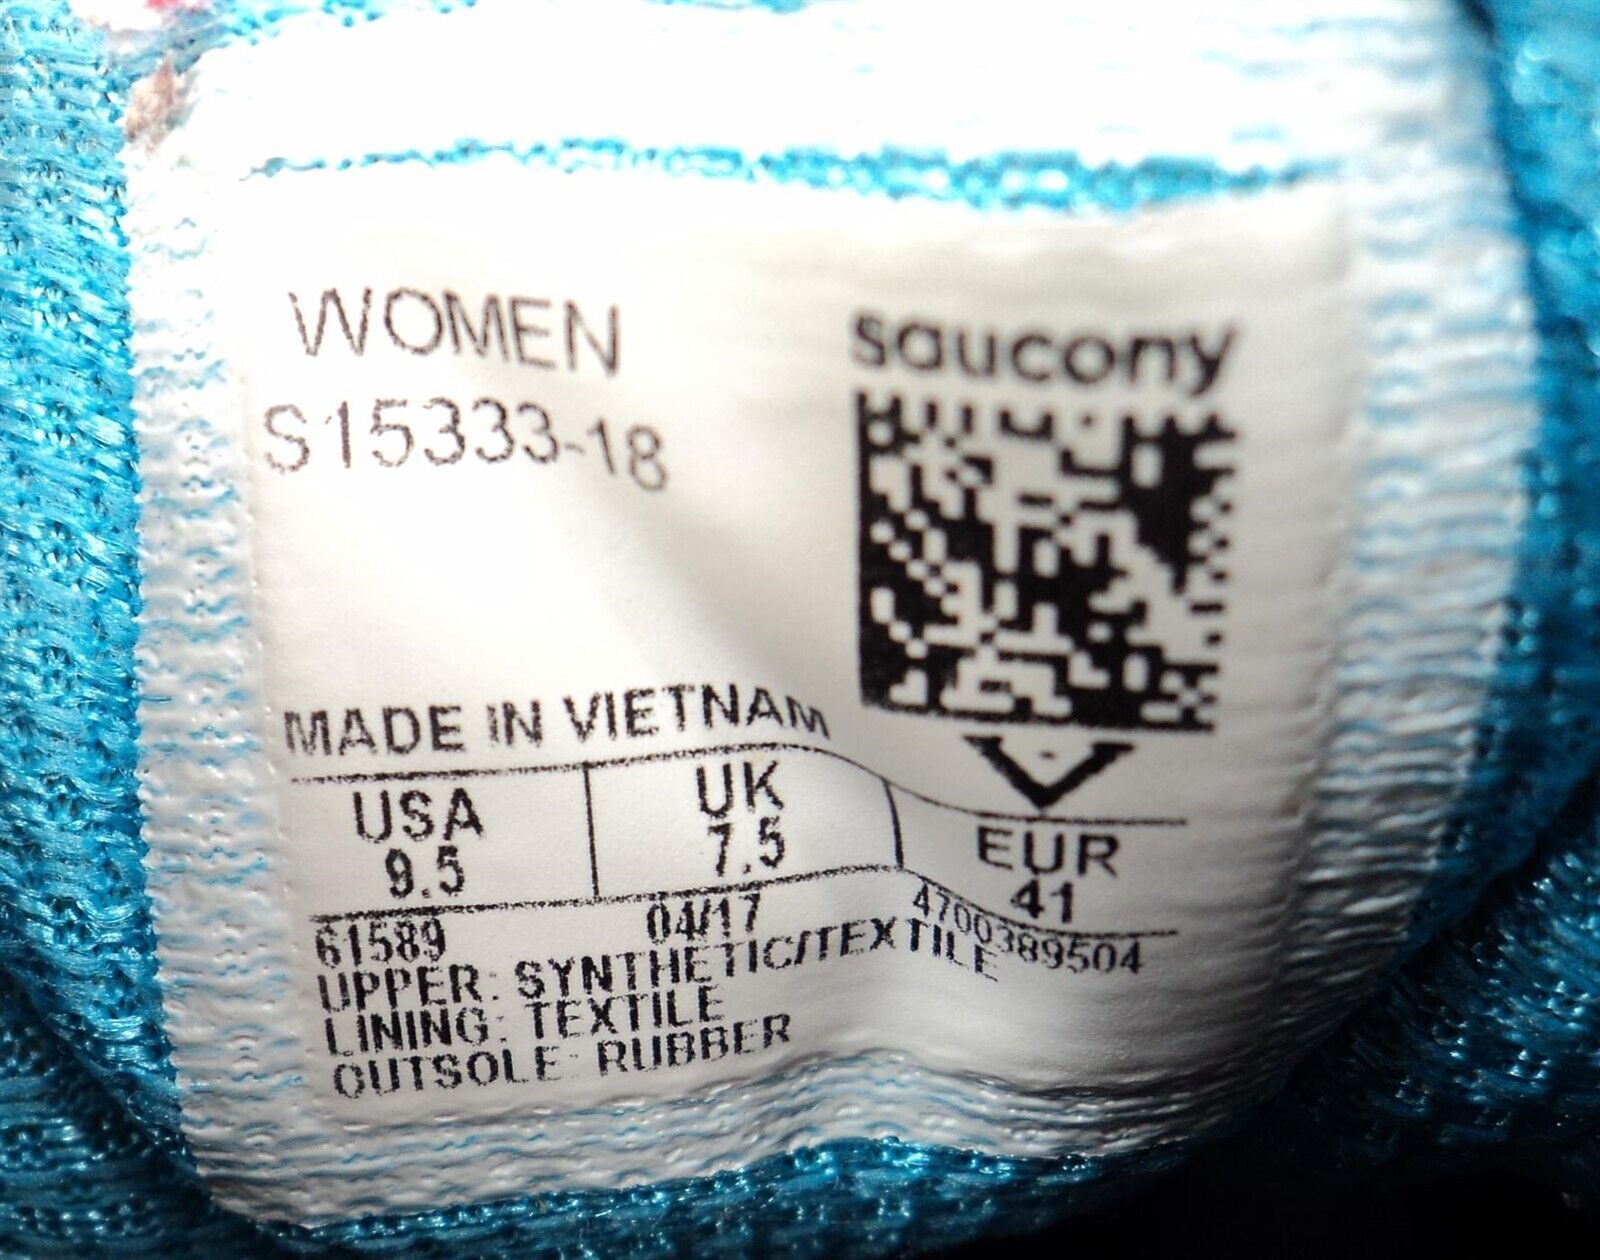 WOMEN
S15333-18
saucony
MADE IN VIETNAM
USA UK EUR
9.5 7.5 41
61589 04/17 4700389504
UPPER: SYNTHETIC/TEXTILE
LINING: TEXTILE
OUTSOLE: RUBBER